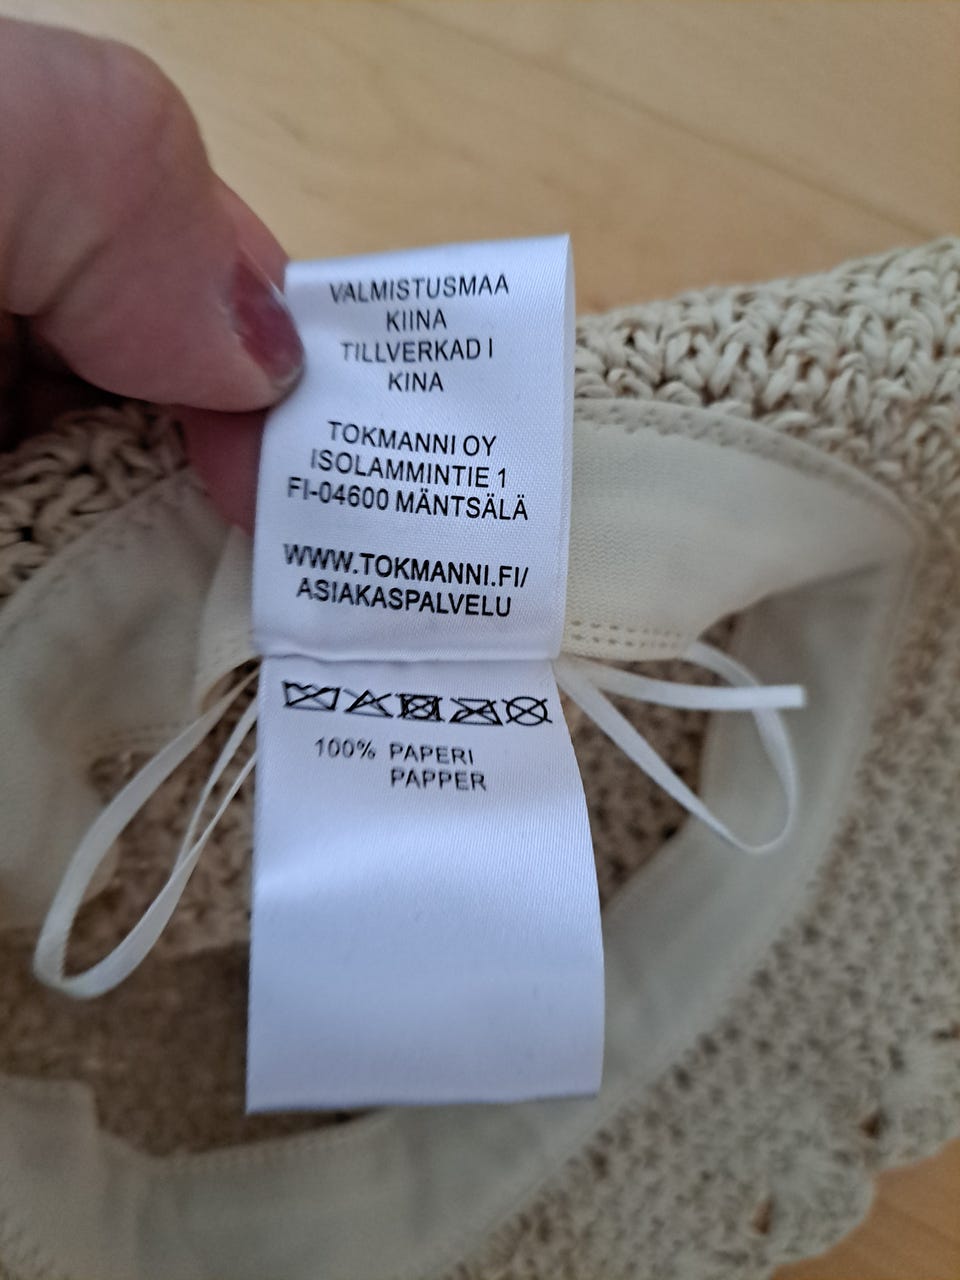 VALMISTUSMAA
KIINA
TILLVERKAD I
KINA
TOKMANNI OY
ISOLAMMINTIE 1
FI-04600 MÄNTSÄLÄ
WWW.TOKMANNI.FI/
ASIAKASPALVELU
100% PAPERI
PAPPER